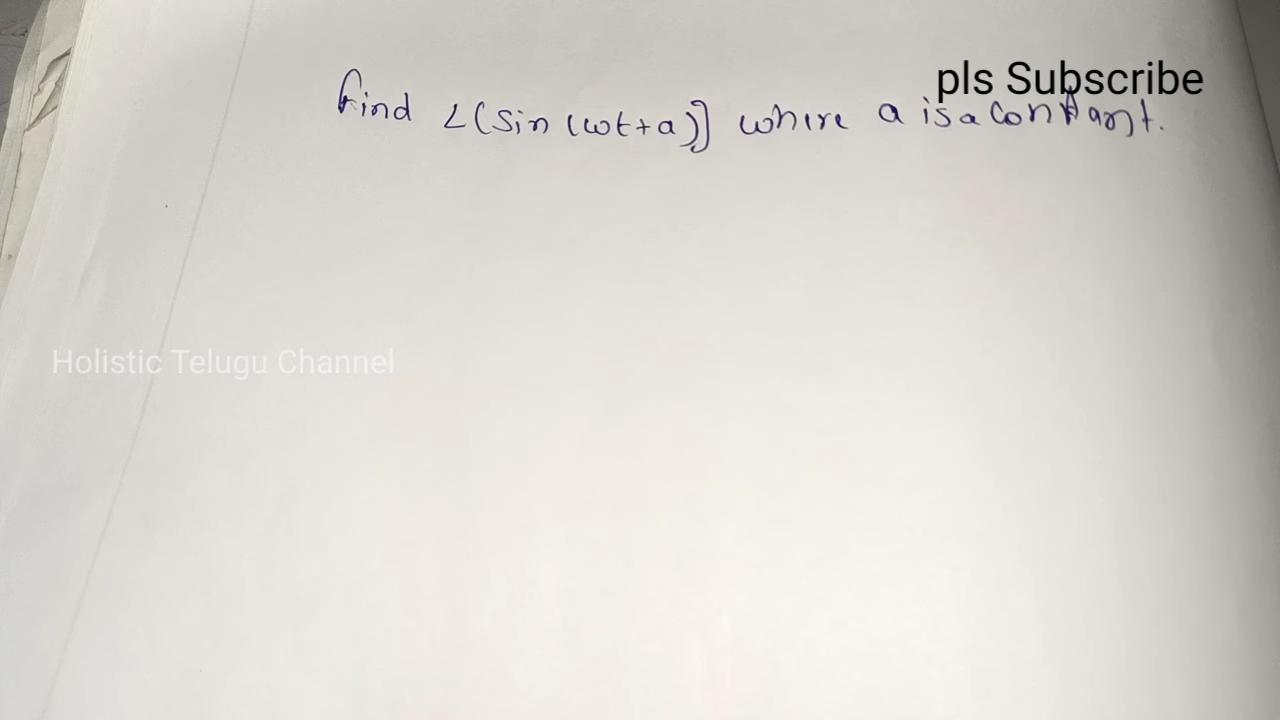 pls Subscribe
Find L(Sin (ωt+a)] where a is a constant.
Holistic Telugu Channel